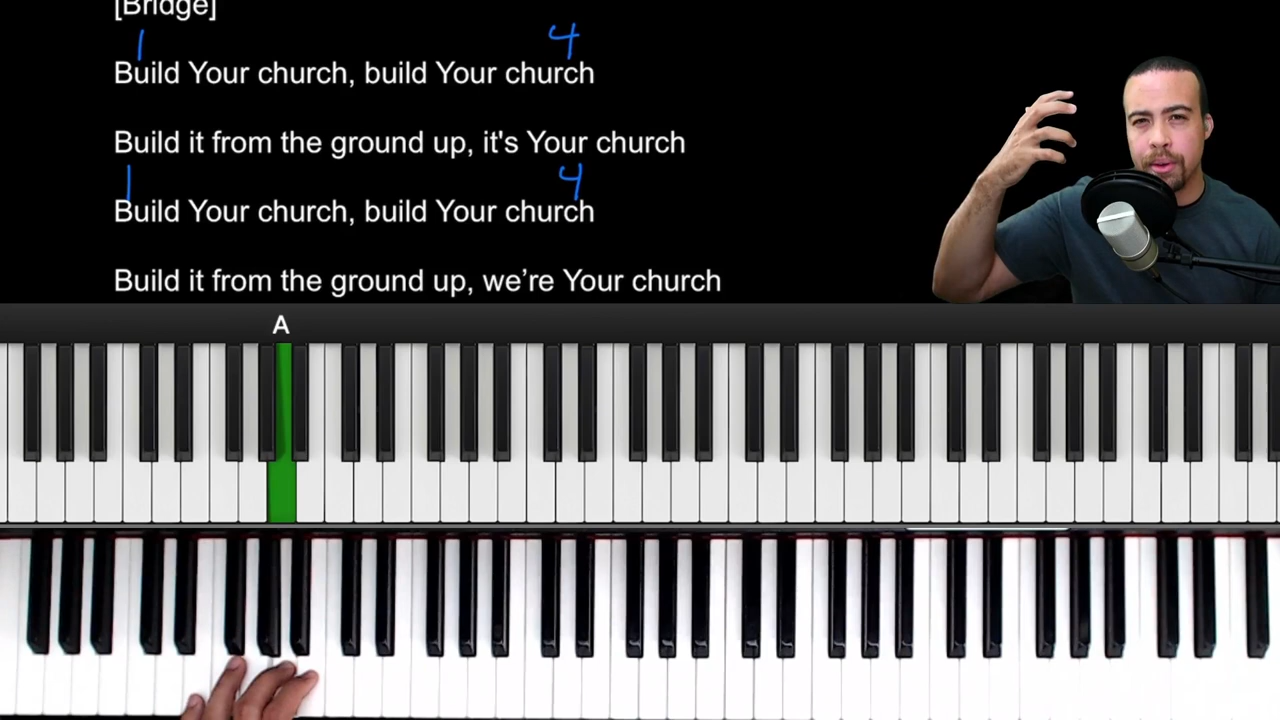 [Bridge]
1 4
Build Your church, build Your church
Build it from the ground up, it's Your church
1 4
Build Your church, build Your church
Build it from the ground up, we’re Your church
A